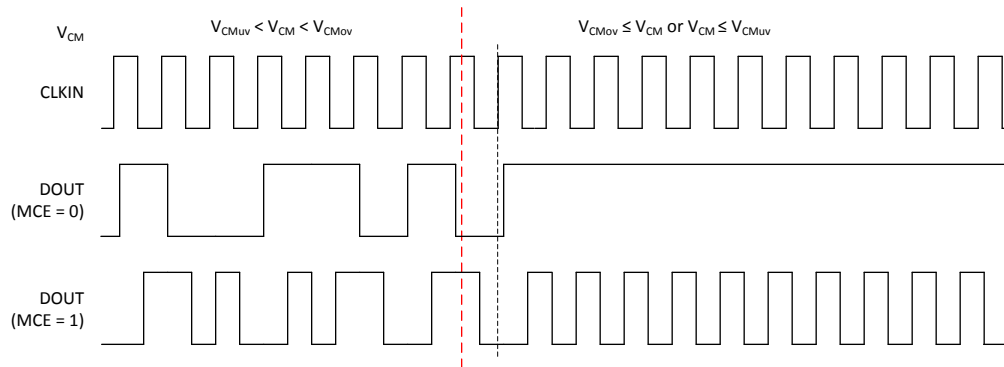 V_CM
V_CMuv < V_CM < V_CMov
V_CMov ≤ V_CM or V_CM ≤ V_CMuv
CLKIN
DOUT
(MCE = 0)
DOUT
(MCE = 1)